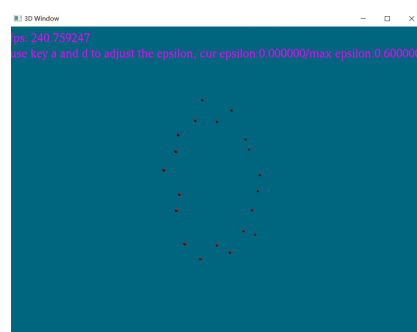 3D Window
ps: 240.759247
use key a and d to adjust the epsilon, cur epsilon:0.000000/max epsilon:0.600000